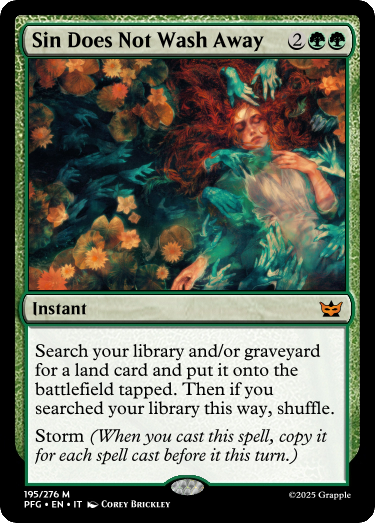 Sin Does Not Wash Away 2
Instant
Search your library and/or graveyard
for a land card and put it onto the
battlefield tapped. Then if you
searched your library this way, shuffle.
Storm (When you cast this spell, copy it
for each spell cast before it this turn.)
195/276 M
PFG • EN • IT Corey Brickley
©2025 Grapple